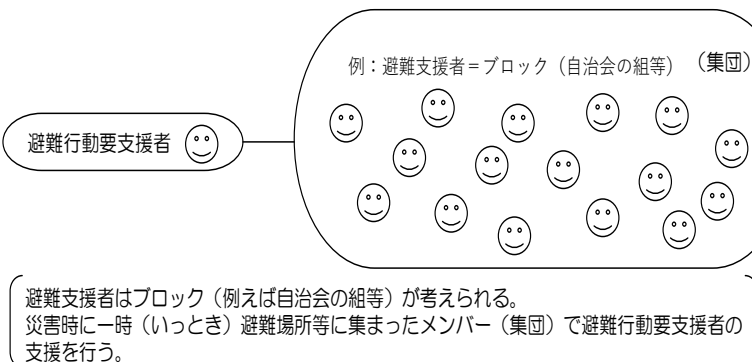 例：避難支援者＝ブロック（自治会の組等）（集団）
避難行動要支援者
避難支援者はブロック（例えば自治会の組等）が考えられる。
災害時に一時（いっとき）避難場所等に集まったメンバー（集団）で避難行動要支援者の
支援を行う。